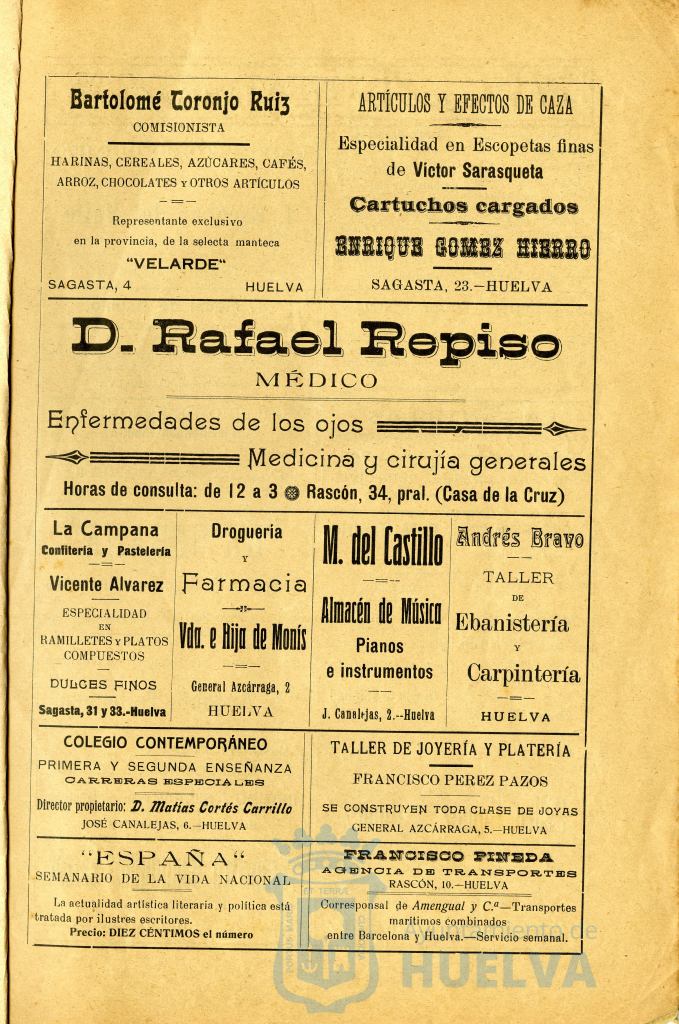 Bartolomé Toronjo Ruiz
COMISIONISTA
HARINAS, CEREALES, AZÚCARES, CAFÉS,
ARROZ, CHOCOLATES Y OTROS ARTÍCULOS
Representante exclusivo
en la provincia, de la selecta manteca
"VELARDE"
SAGASTA, 4 HUELVA
ARTÍCULOS Y EFECTOS DE CAZA
Especialidad en Escopetas finas
de Victor Sarasqueta
Cartuchos cargados
ENRIQUE GOMEZ HIERRO
SAGASTA, 23.-HUELVA
D. Rafael Repiso
MÉDICO
Enfermedades de los ojos
Medicina y cirujía generales
Horas de consulta: de 12 a 3 Rascón, 34, pral. (Casa de la Cruz)
La Campana
Confitería y Pastelería
Vicente Alvarez
ESPECIALIDAD
EN
RAMILLETES Y PLATOS
COMPUESTOS
DULCES FINOS
Sagasta, 31 y 33.-Huelva
Droguería
Y
Farmacia
Vda. e Hija de Monís
General Azcárraga, 2
HUELVA
M. del Castillo
Almacén de Música
Pianos
e instrumentos
J. Canalejas, 2.--Huelva
Andrés Bravo
TALLER
DE
Ebanistería
Y
Carpintería
HUELVA
COLEGIO CONTEMPORÁNEO
PRIMERA Y SEGUNDA ENSEÑANZA
CARRERAS ESPECIALES
Director propietario: D. Matías Cortés Carrillo
JOSÉ CANALEJAS, 6.-HUELVA
TALLER DE JOYERÍA Y PLATERÍA
FRANCISCO PEREZ PAZOS
SE CONSTRUYEN TODA CLASE DE JOYAS
GENERAL AZCÁRRAGA, 5.-HUELVA
"ESPAÑA"
SEMANARIO DE LA VIDA NACIONAL
La actualidad artística literaria y política está
tratada por ilustres escritores.
Precio: DIEZ CÉNTIMOS el número
FRANCISCO PINEDA
AGENCIA DE TRANSPORTES
RASCÓN, 10.-HUELVA
Corresponsal de Amengual y C.ª-Transportes
marítimos combinados
entre Barcelona y Huelva.-Servicio semanal.
Ayuntamiento de
HUELVA